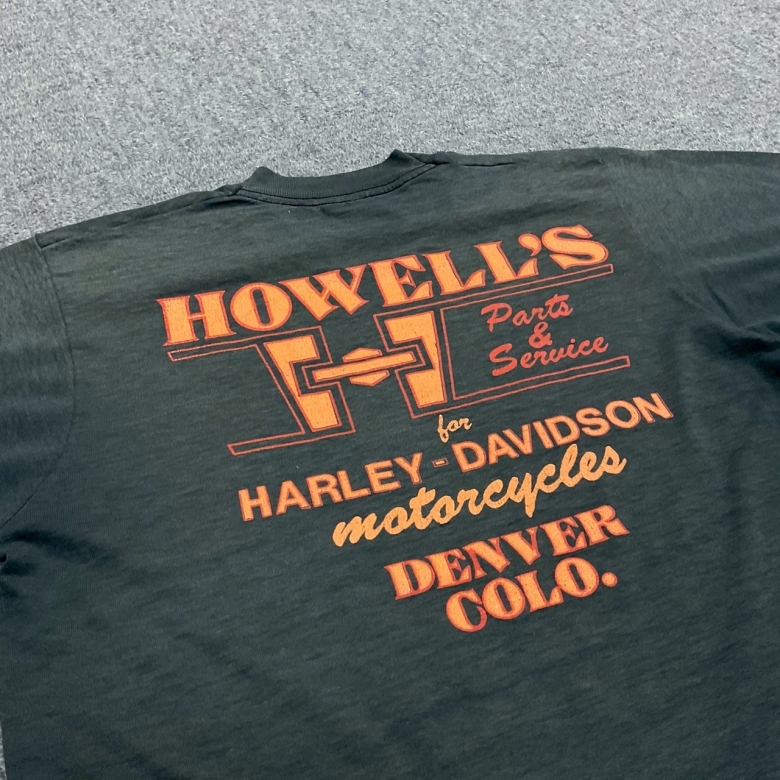 HOWELL'S
H
Parts
&
Service
for
HARLEY-DAVIDSON
motorcycles
DENVER
COLO.